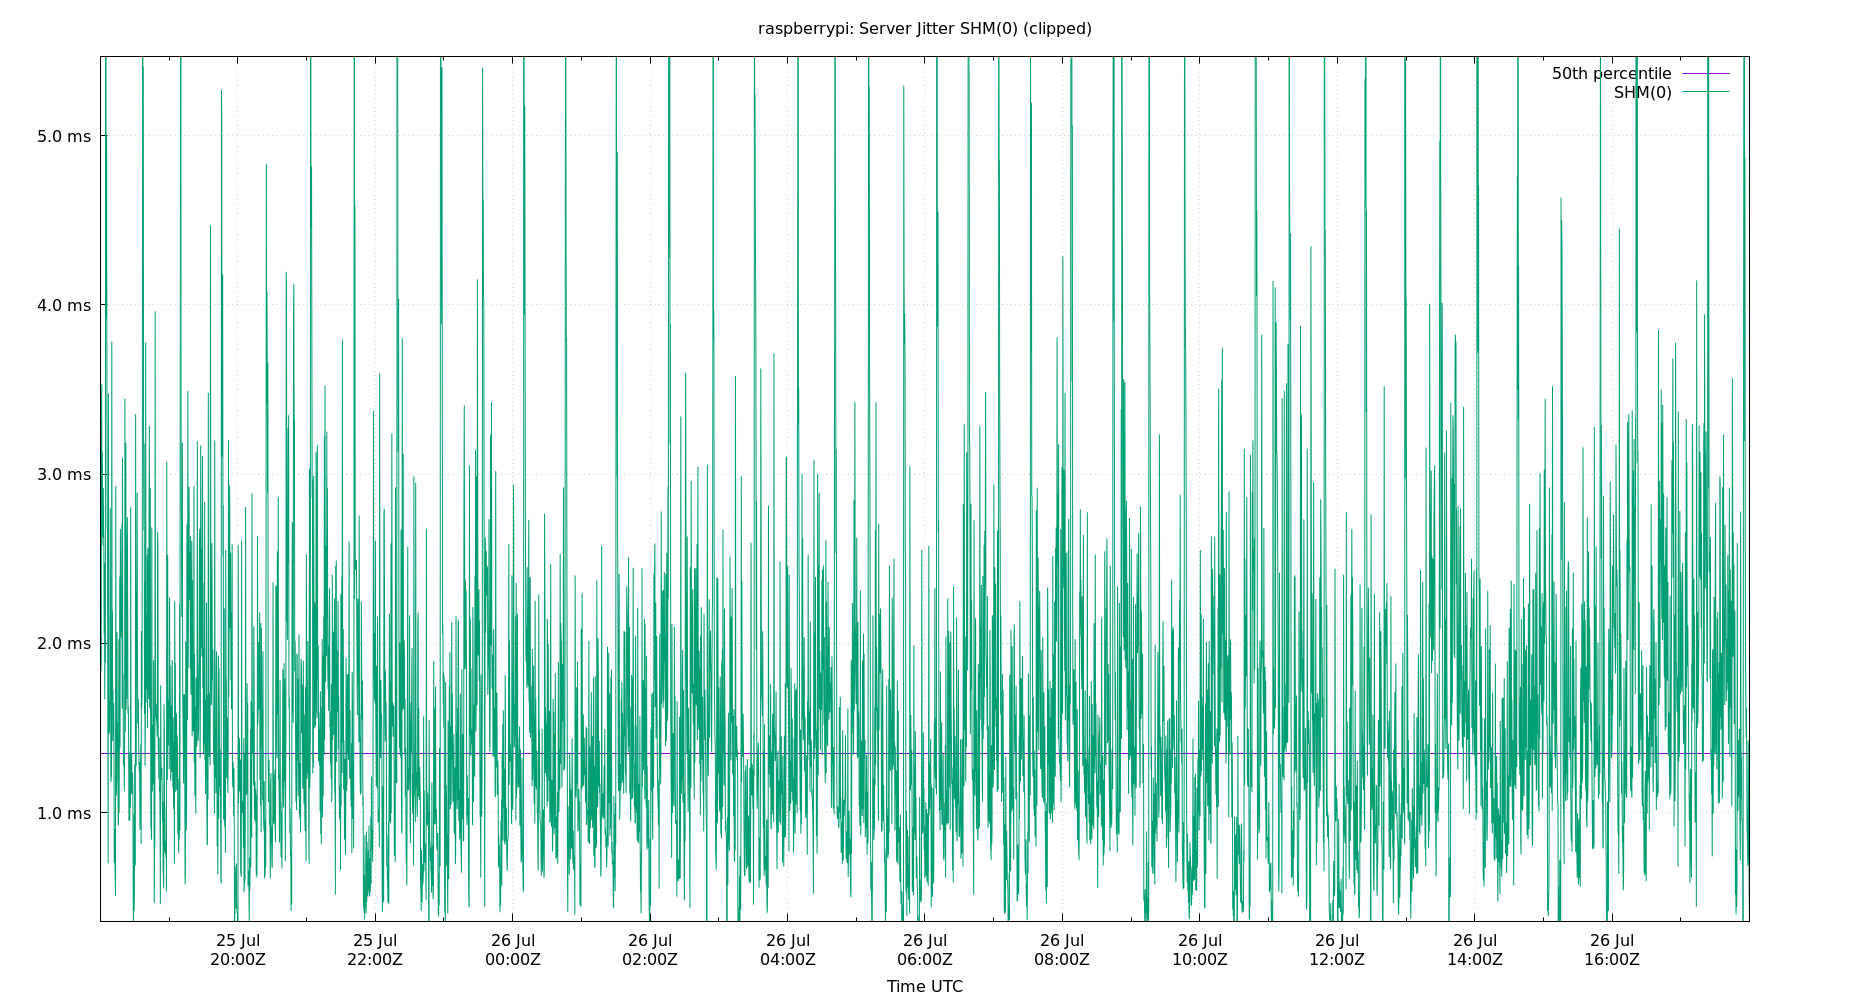 raspberrypi: Server Jitter SHM(0) (clipped)
50th percentile
SHM(0)
5.0 ms
4.0 ms
3.0 ms
2.0 ms
1.0 ms
25 Jul 25 Jul 26 Jul 26 Jul 26 Jul 26 Jul 26 Jul 26 Jul 26 Jul 26 Jul 26 Jul
20:00Z 22:00Z 00:00Z 02:00Z 04:00Z 06:00Z 08:00Z 10:00Z 12:00Z 14:00Z 16:00Z
Time UTC